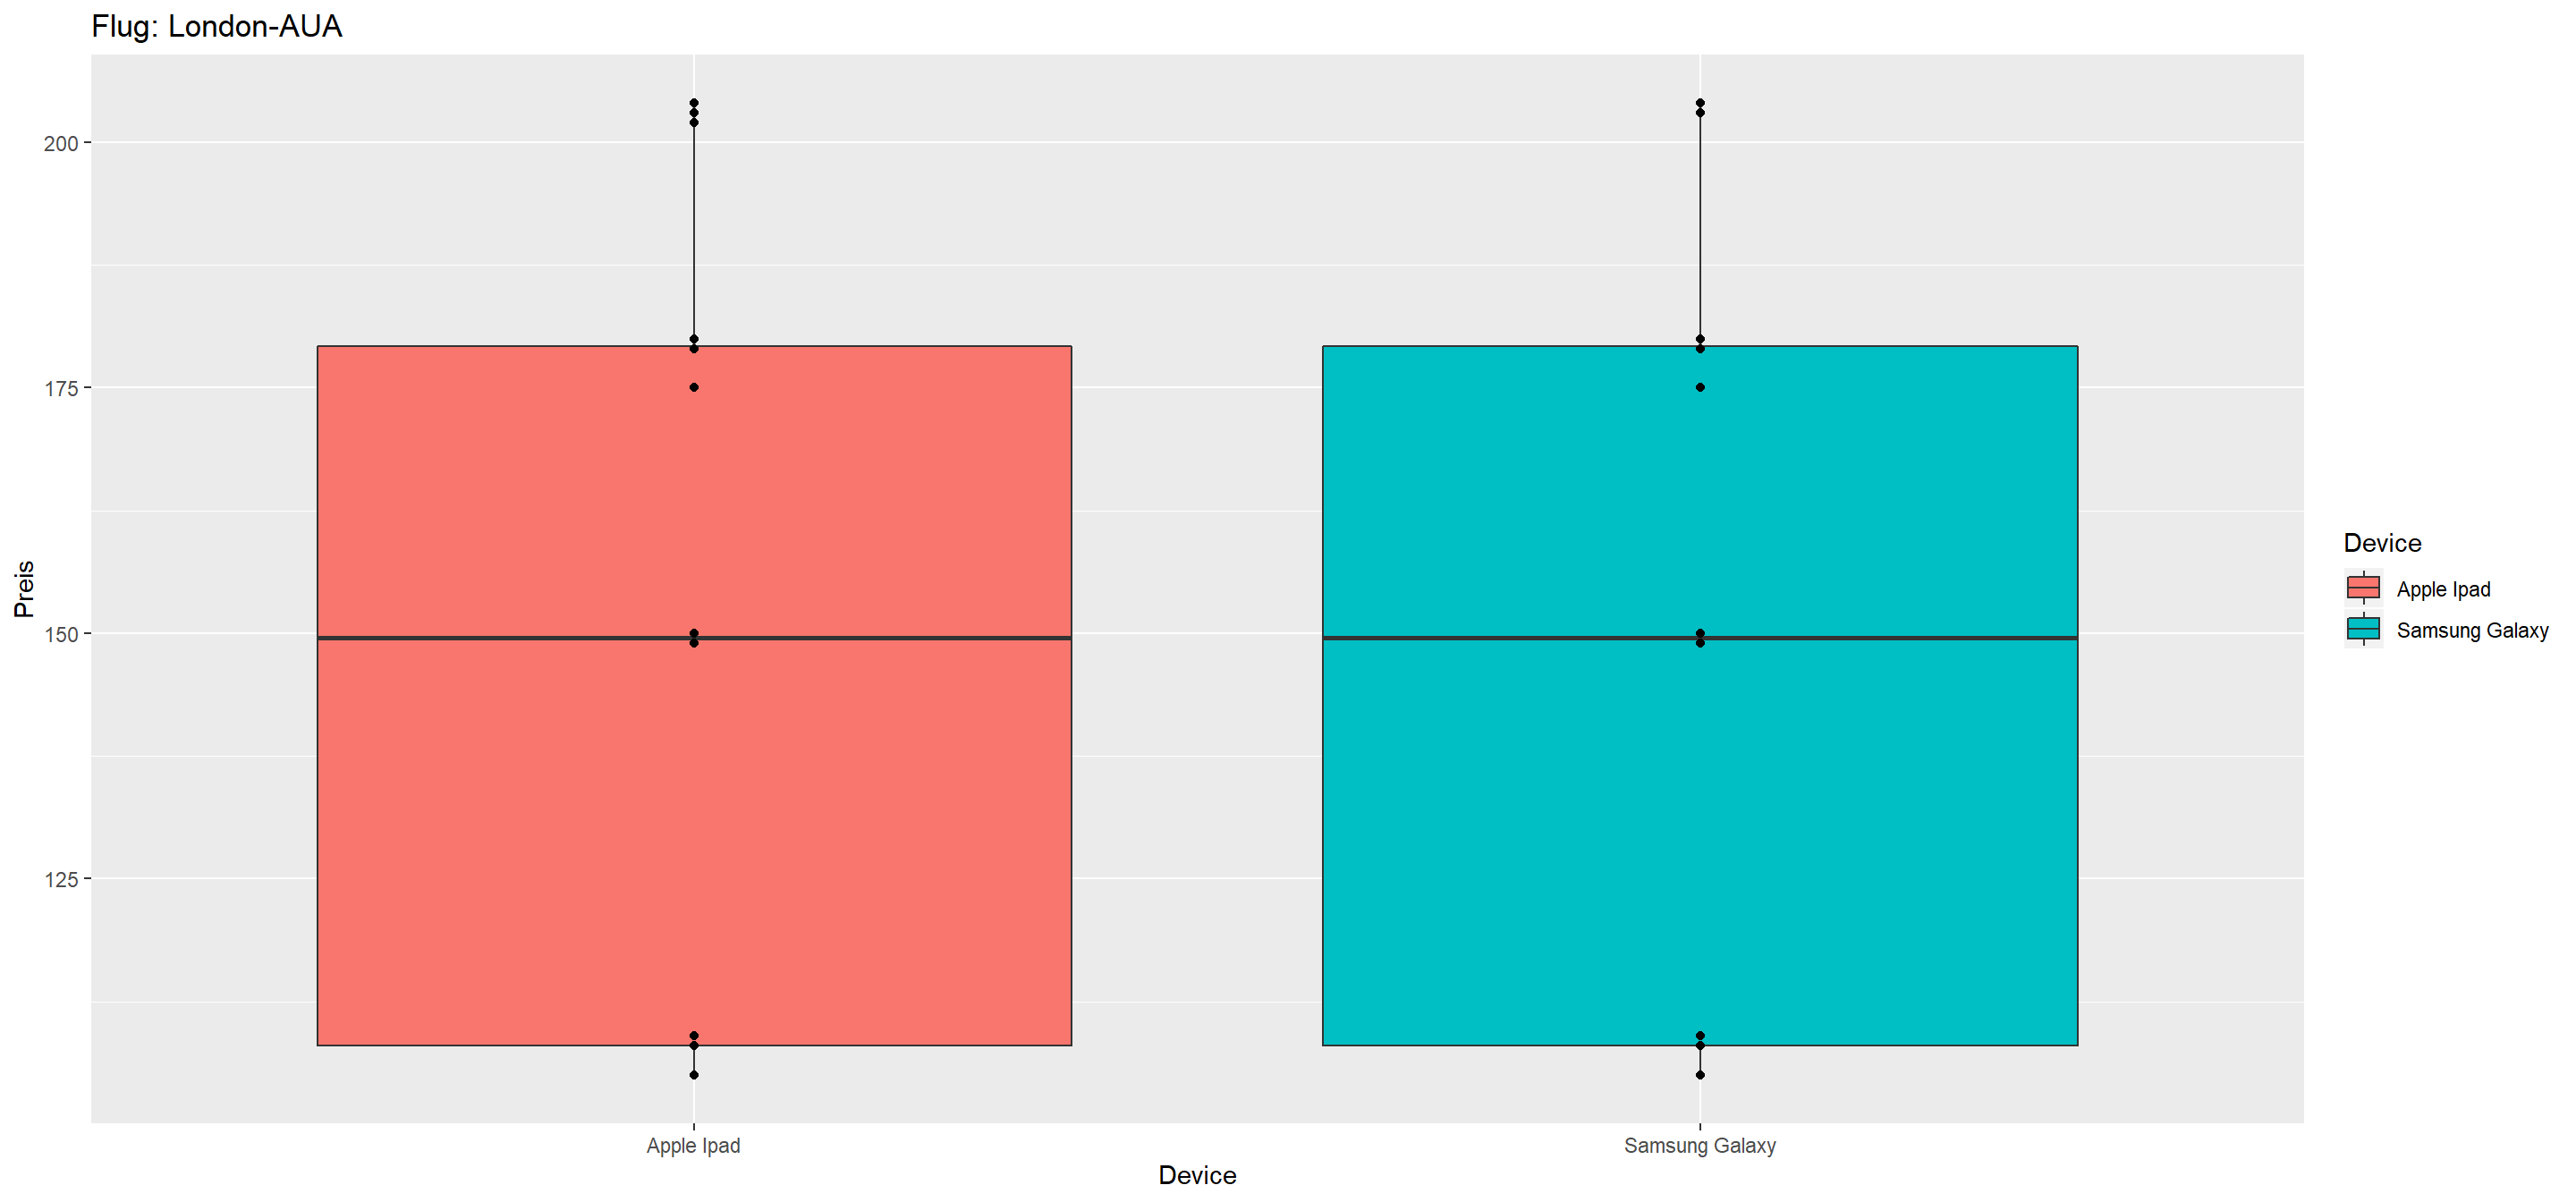 Flug: London-AUA
200
175
150
125
Preis
Apple Ipad
Samsung Galaxy
Device
Device
Apple Ipad
Samsung Galaxy